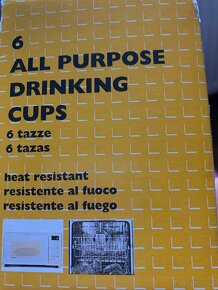 6
ALL PURPOSE
DRINKING
CUPS
6 tazze
6 tazas
heat resistant
resistente al fuoco
resistente al fuego